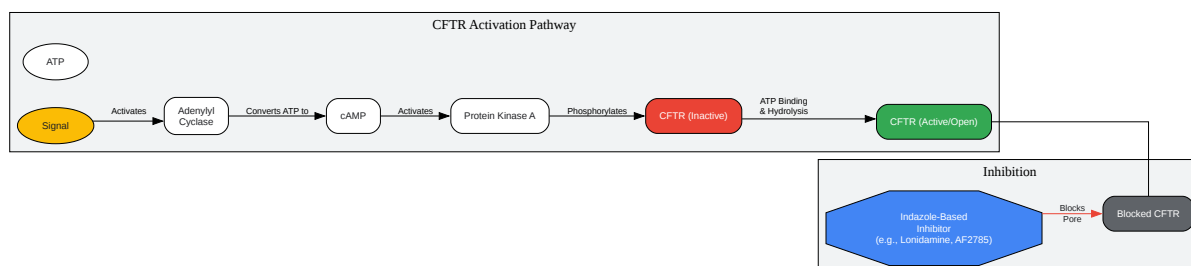 CFTR Activation Pathway
ATP
Signal
Activates
Adenylyl
Cyclase
Converts ATP to
cAMP
Activates
Protein Kinase A
Phosphorylates
CFTR (Inactive)
ATP Binding
& Hydrolysis
CFTR (Active/Open)
Inhibition
Indazole-Based
Inhibitor
(e.g., Lonidamine, AF2785)
Blocks
Pore
Blocked CFTR